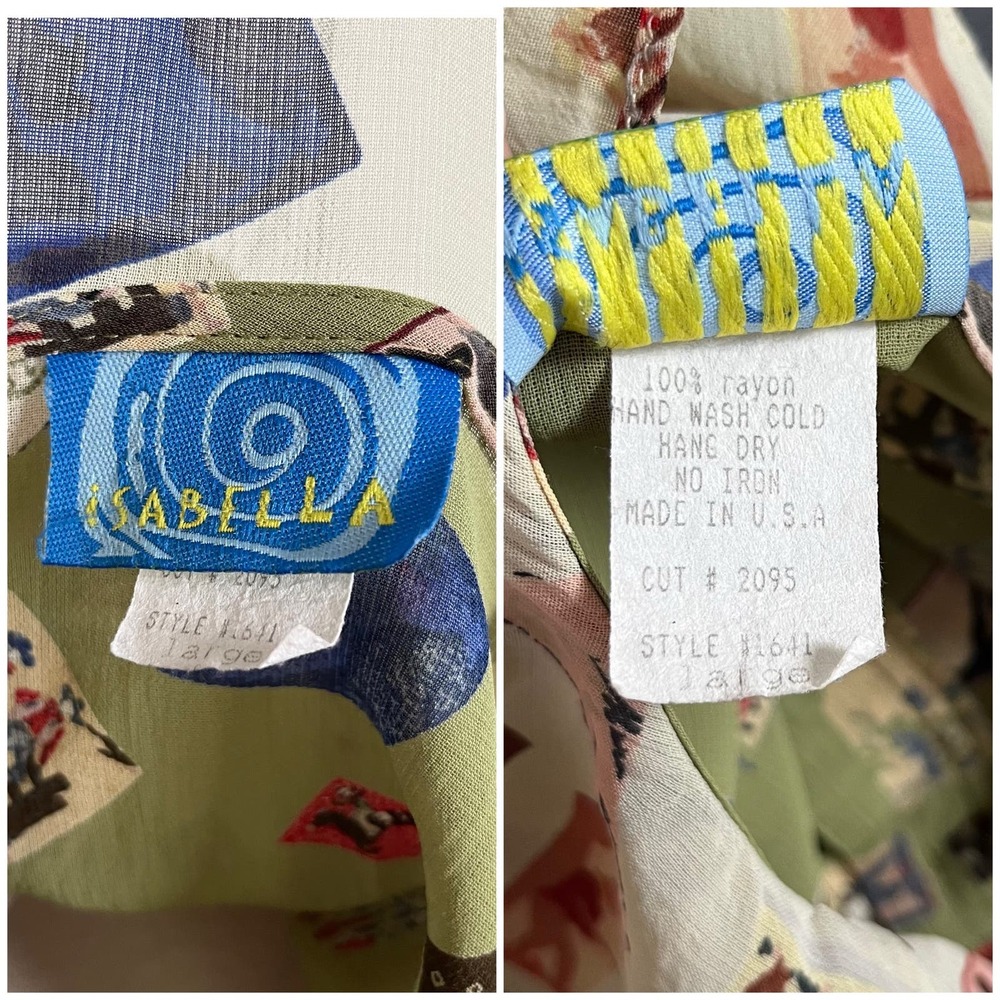 iSABELLA
CUT # 2095
STYLE #1641
large
100% rayon
HAND WASH COLD
HANG DRY
NO IRON
MADE IN U.S.A
CUT # 2095
STYLE #1641
large